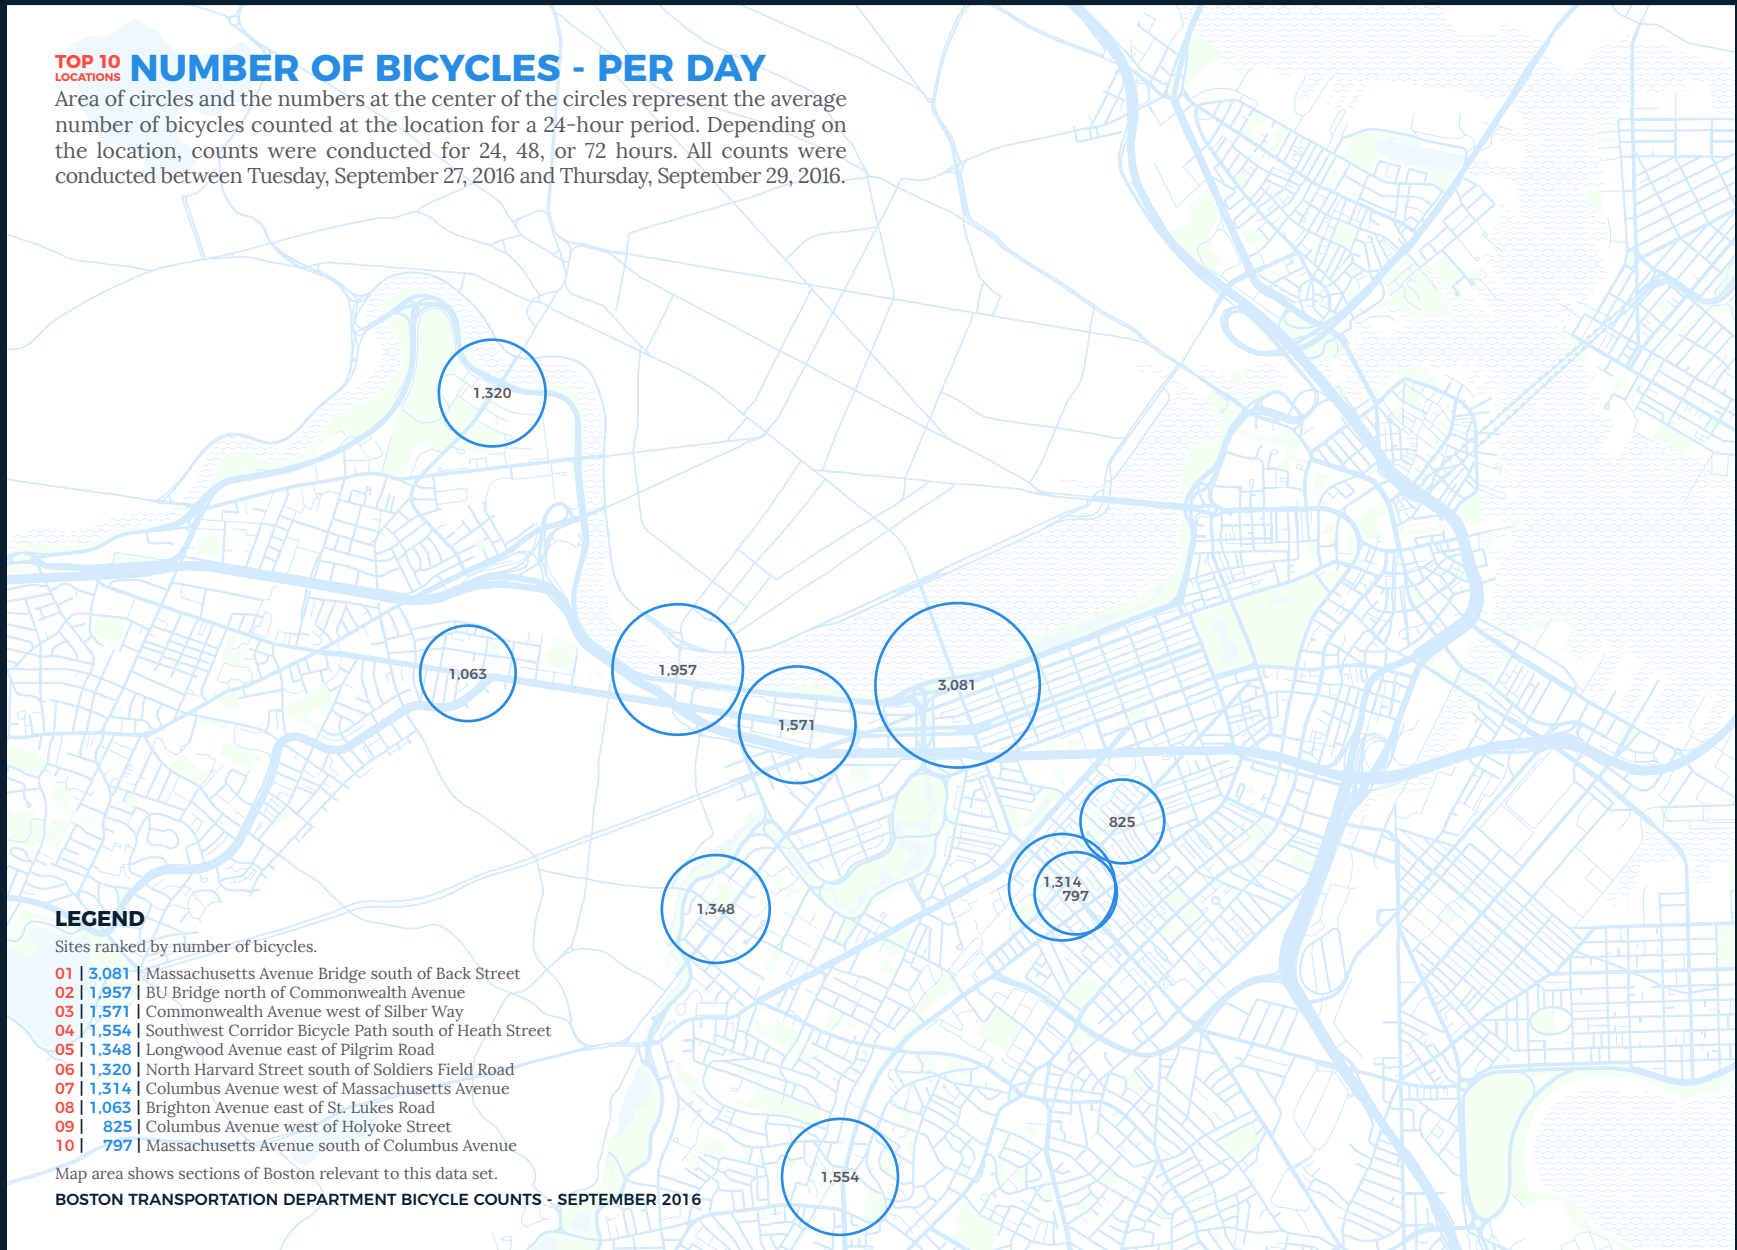 TOP 10
LOCATIONS
NUMBER OF BICYCLES - PER DAY
Area of circles and the numbers at the center of the circles represent the average
number of bicycles counted at the location for a 24-hour period. Depending on
the location, counts were conducted for 24, 48, or 72 hours. All counts were
conducted between Tuesday, September 27, 2016 and Thursday, September 29, 2016.
1,320
1,063
1,957
1,571
3,081
825
1,314
797
1,348
1,554
LEGEND
Sites ranked by number of bicycles.
01 | 3,081 | Massachusetts Avenue Bridge south of Back Street
02 | 1,957 | BU Bridge north of Commonwealth Avenue
03 | 1,571 | Commonwealth Avenue west of Silber Way
04 | 1,554 | Southwest Corridor Bicycle Path south of Heath Street
05 | 1,348 | Longwood Avenue east of Pilgrim Road
06 | 1,320 | North Harvard Street south of Soldiers Field Road
07 | 1,314 | Columbus Avenue west of Massachusetts Avenue
08 | 1,063 | Brighton Avenue east of St. Lukes Road
09 | 825 | Columbus Avenue west of Holyoke Street
10 | 797 | Massachusetts Avenue south of Columbus Avenue
Map area shows sections of Boston relevant to this data set.
BOSTON TRANSPORTATION DEPARTMENT BICYCLE COUNTS - SEPTEMBER 2016